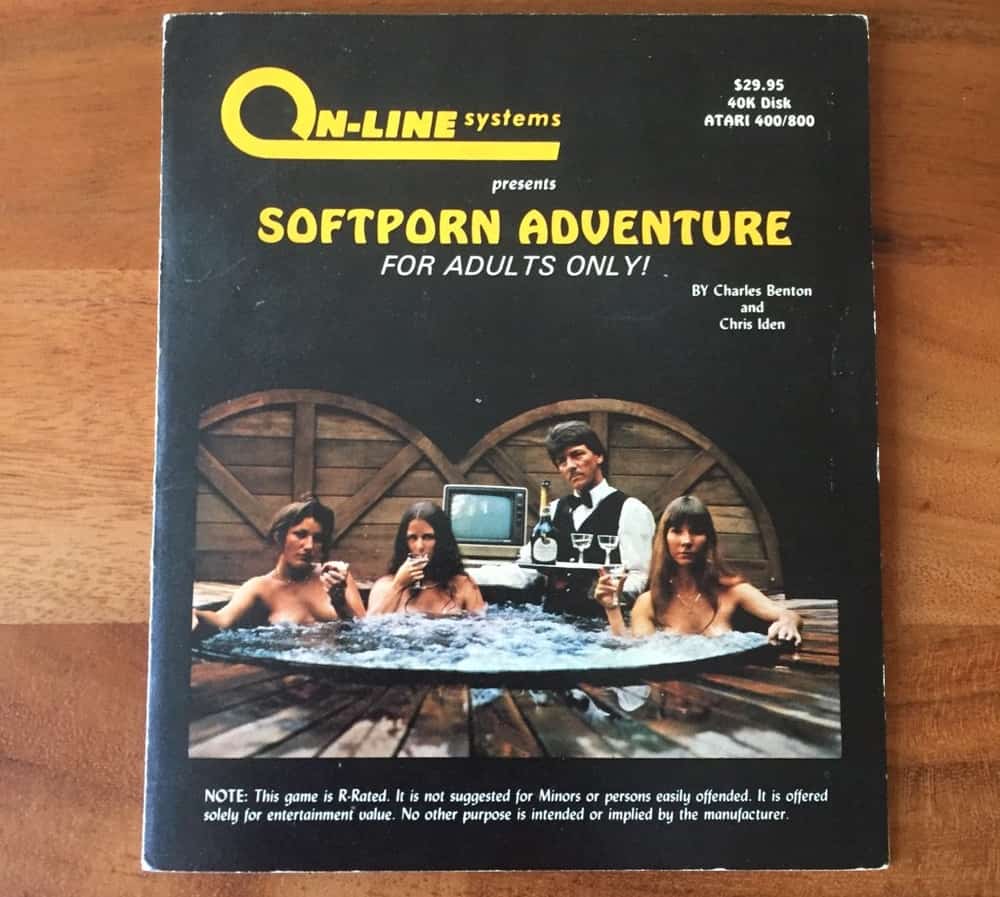 ON-LINE systems
$29.95
40K Disk
ATARI 400/800
presents
SOFTPORN ADVENTURE
FOR ADULTS ONLY!
BY Charles Benton
and
Chris Iden
NOTE: This game is R-Rated. It is not suggested for Minors or persons easily offended. It is offered
solely for entertainment value. No other purpose is intended or implied by the manufacturer.